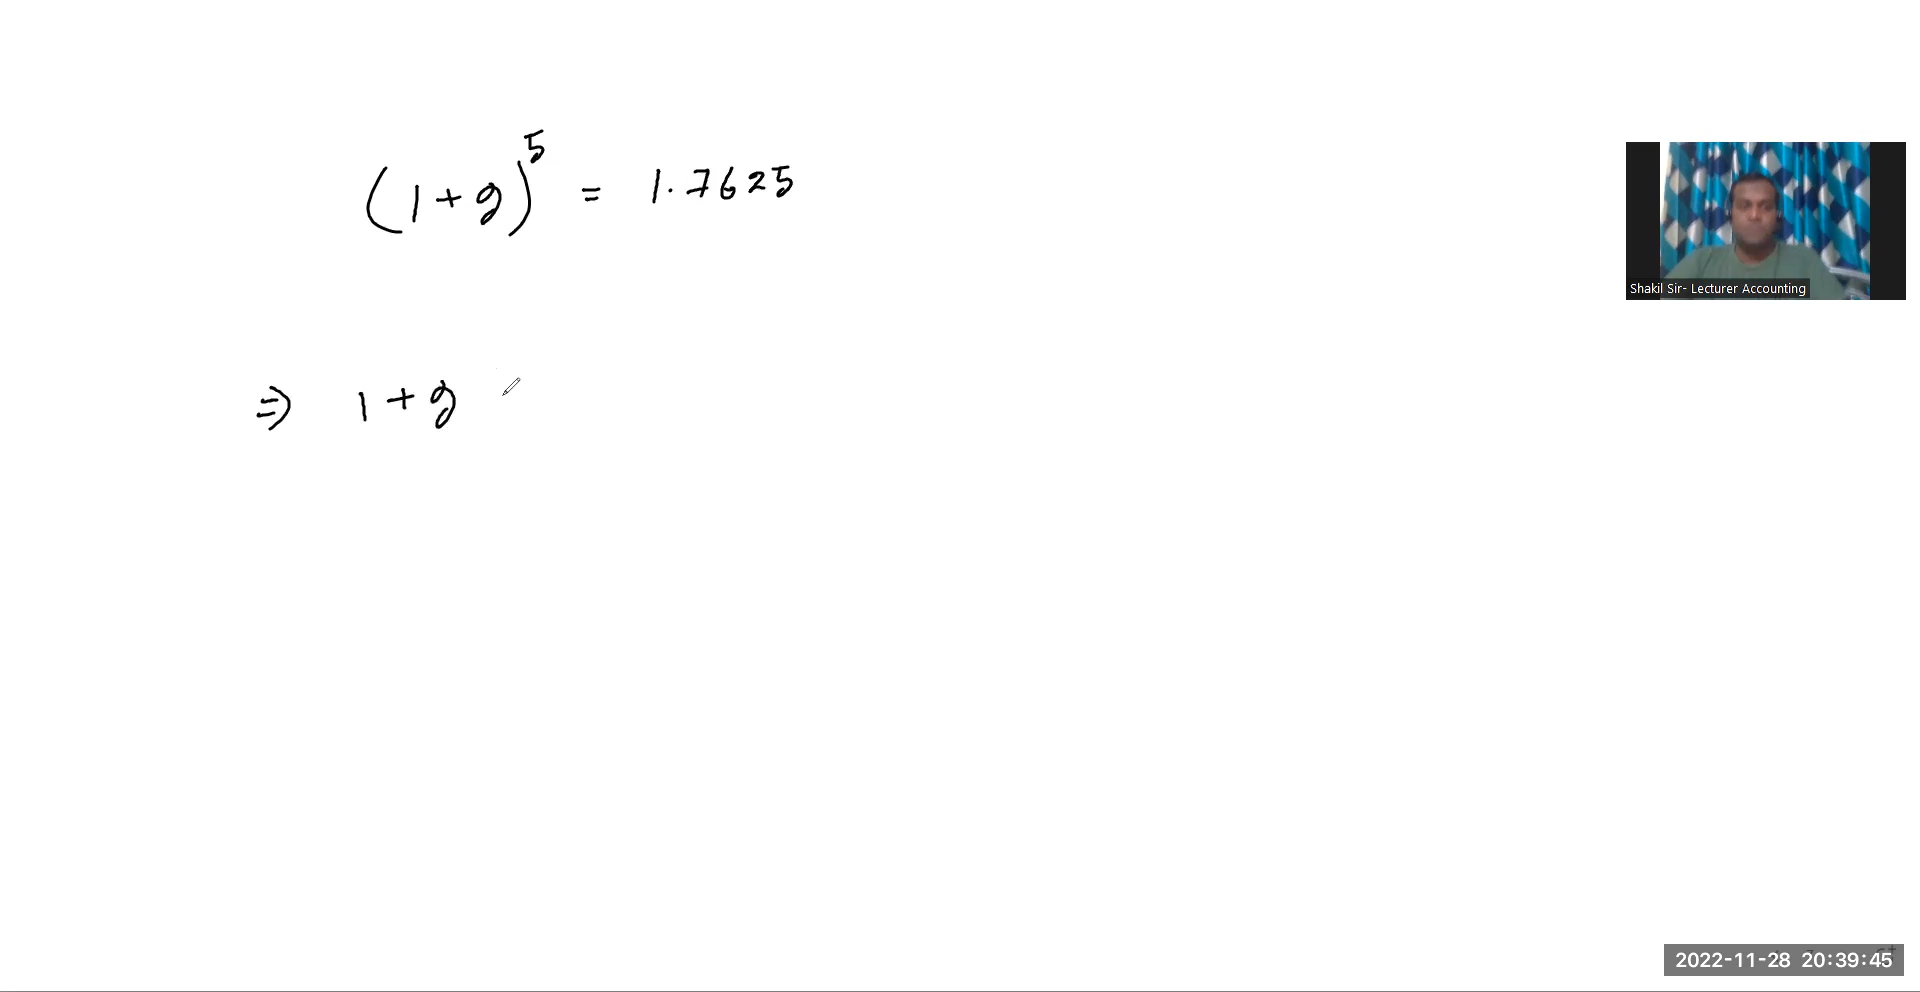 (1+g)^5 = 1.7625
Shakil Sir- Lecturer Accounting
⇒ 1+g
2022-11-28 20:39:45